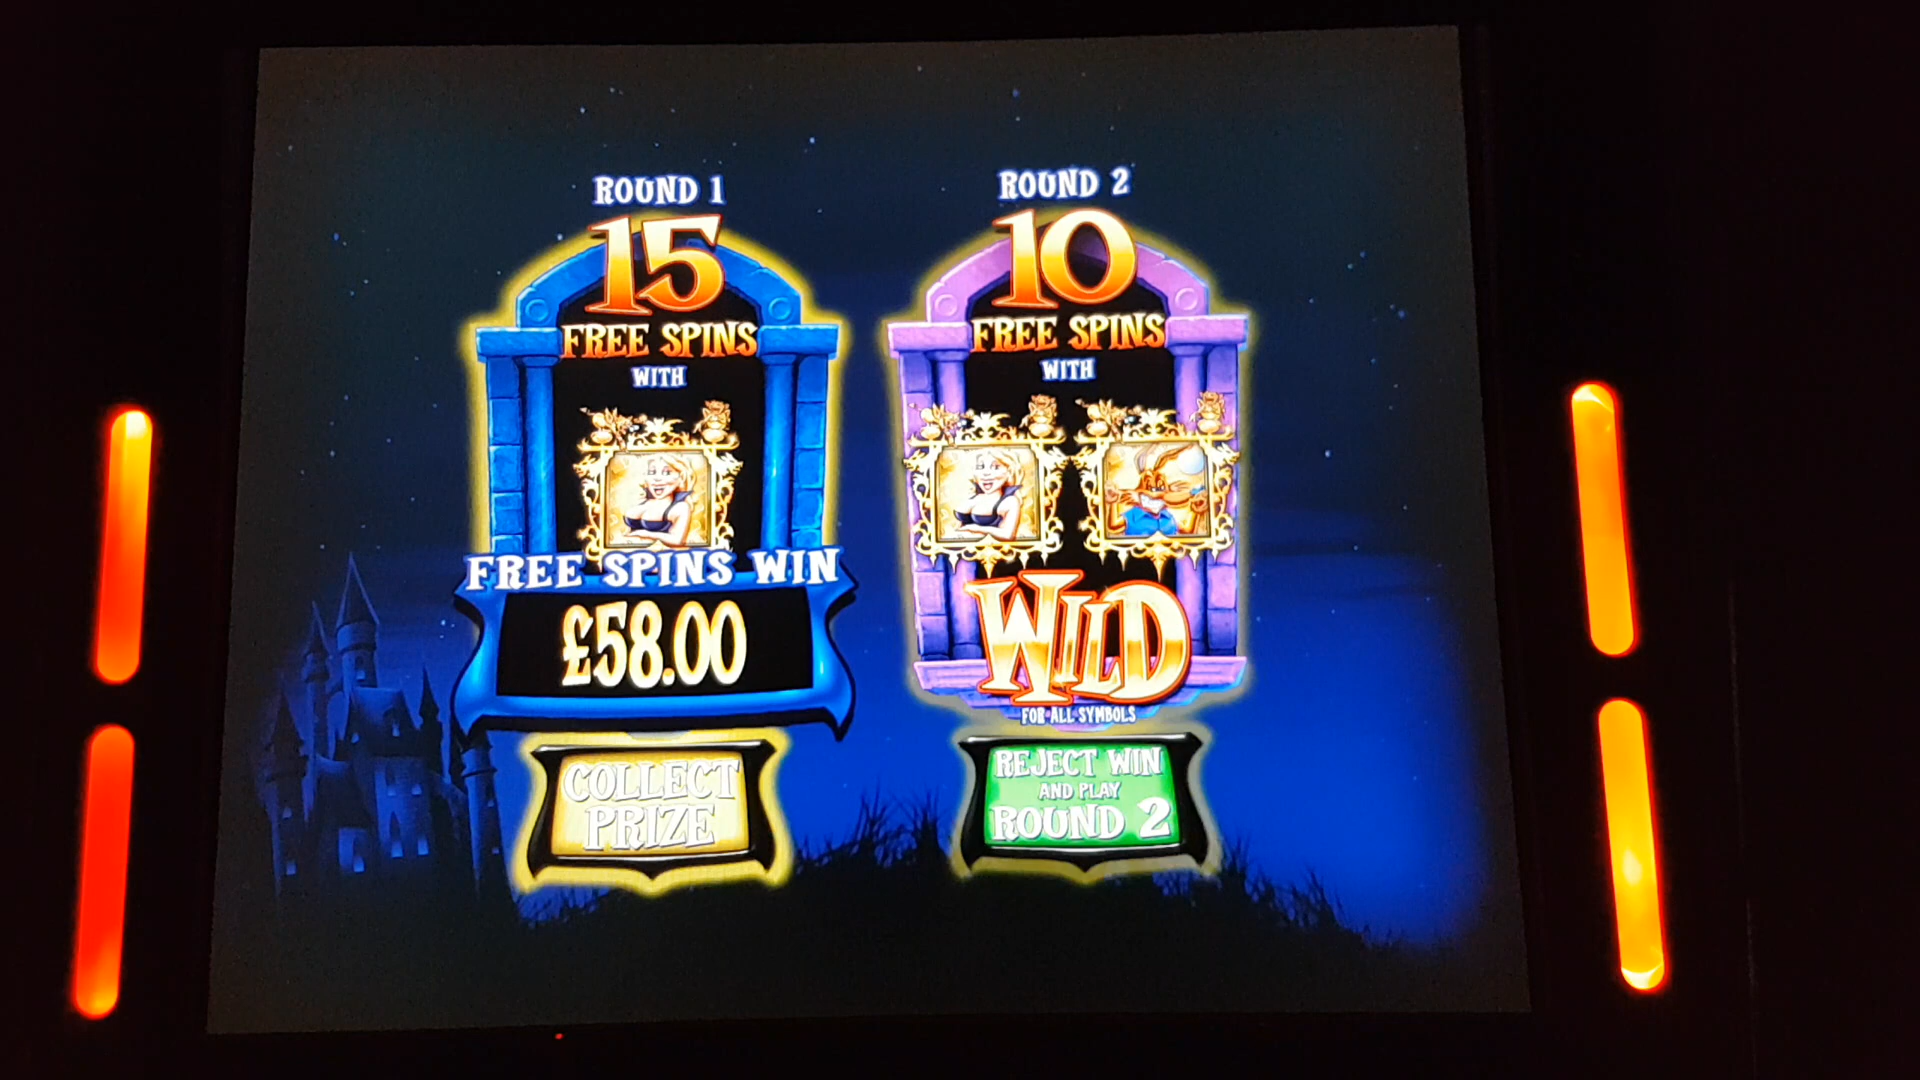 ROUND 1
15
FREE SPINS
WITH
FREE SPINS WIN
£58.00
COLLECT
PRIZE
ROUND 2
10
FREE SPINS
WITH
WILD
FOR ALL SYMBOLS
REJECT WIN
AND PLAY
ROUND 2